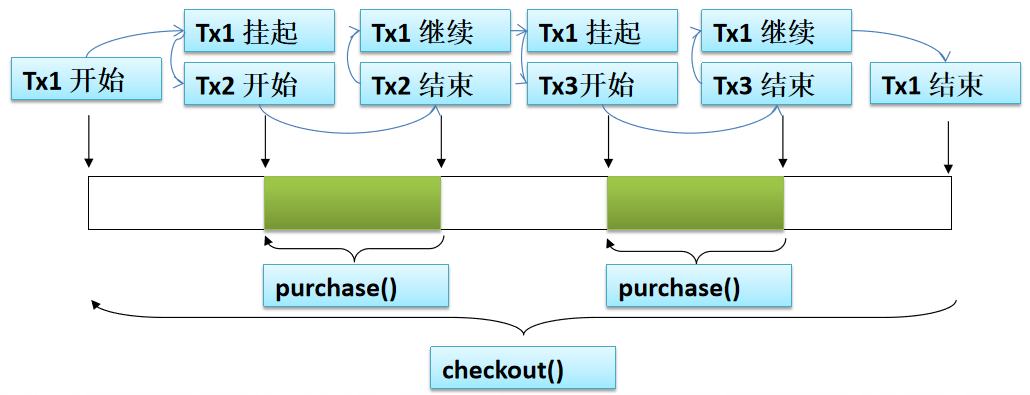 Tx1 挂起
Tx1 继续
Tx1 挂起
Tx1 继续
Tx1 开始
Tx2 开始
Tx2 结束
Tx3开始
Tx3 结束
Tx1 结束
purchase()
purchase()
checkout()